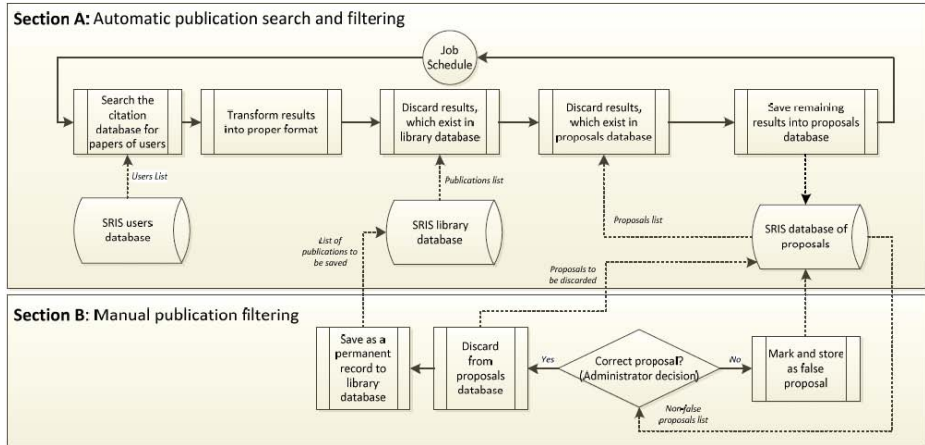 Section A: Automatic publication search and filtering
Job
Schedule
Search the
citation
database for
papers of users
Transform results
into proper format
Discard results,
which exist in
library database
Discard results,
which exist in
proposals database
Save remaining
results into proposals
database
Users List
Publications list
SRIS users
database
List of
publications to
be saved
SRIS library
database
Proposals list
SRIS database of
proposals
Proposals to
be discarded
Section B: Manual publication filtering
Save as a
permanent
record to
library
database
Discard
from
proposals
database
Yes
Correct proposal?
(Administrator decision)
No
Mark and store
as false
proposal
Non-false
proposals list